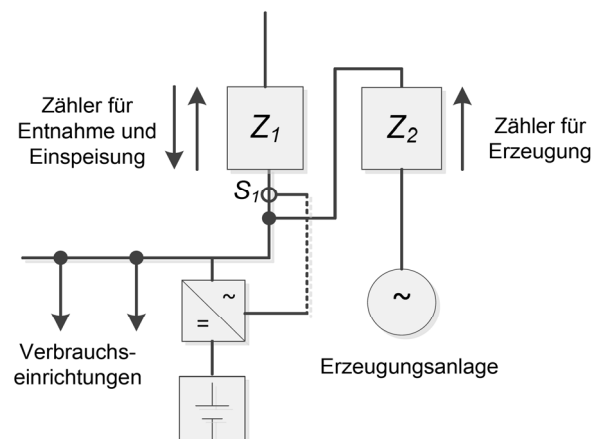 Zähler für
Entnahme und
Einspeisung
Z1
Z2
Zähler für
Erzeugung
S1
~
=
~
Verbrauchs-
einrichtungen
Erzeugungsanlage